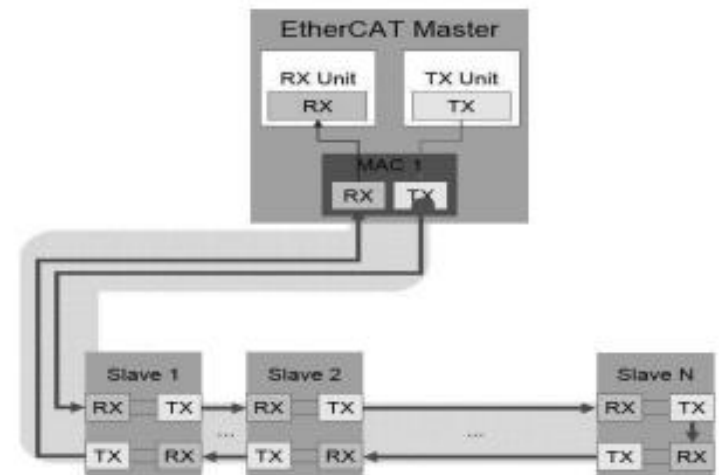 EtherCAT Master
RX Unit TX Unit
RX TX
MAC 1
RX TX
Slave 1 Slave 2 Slave N
RX TX RX TX RX TX
... ...
TX RX TX RX TX RX